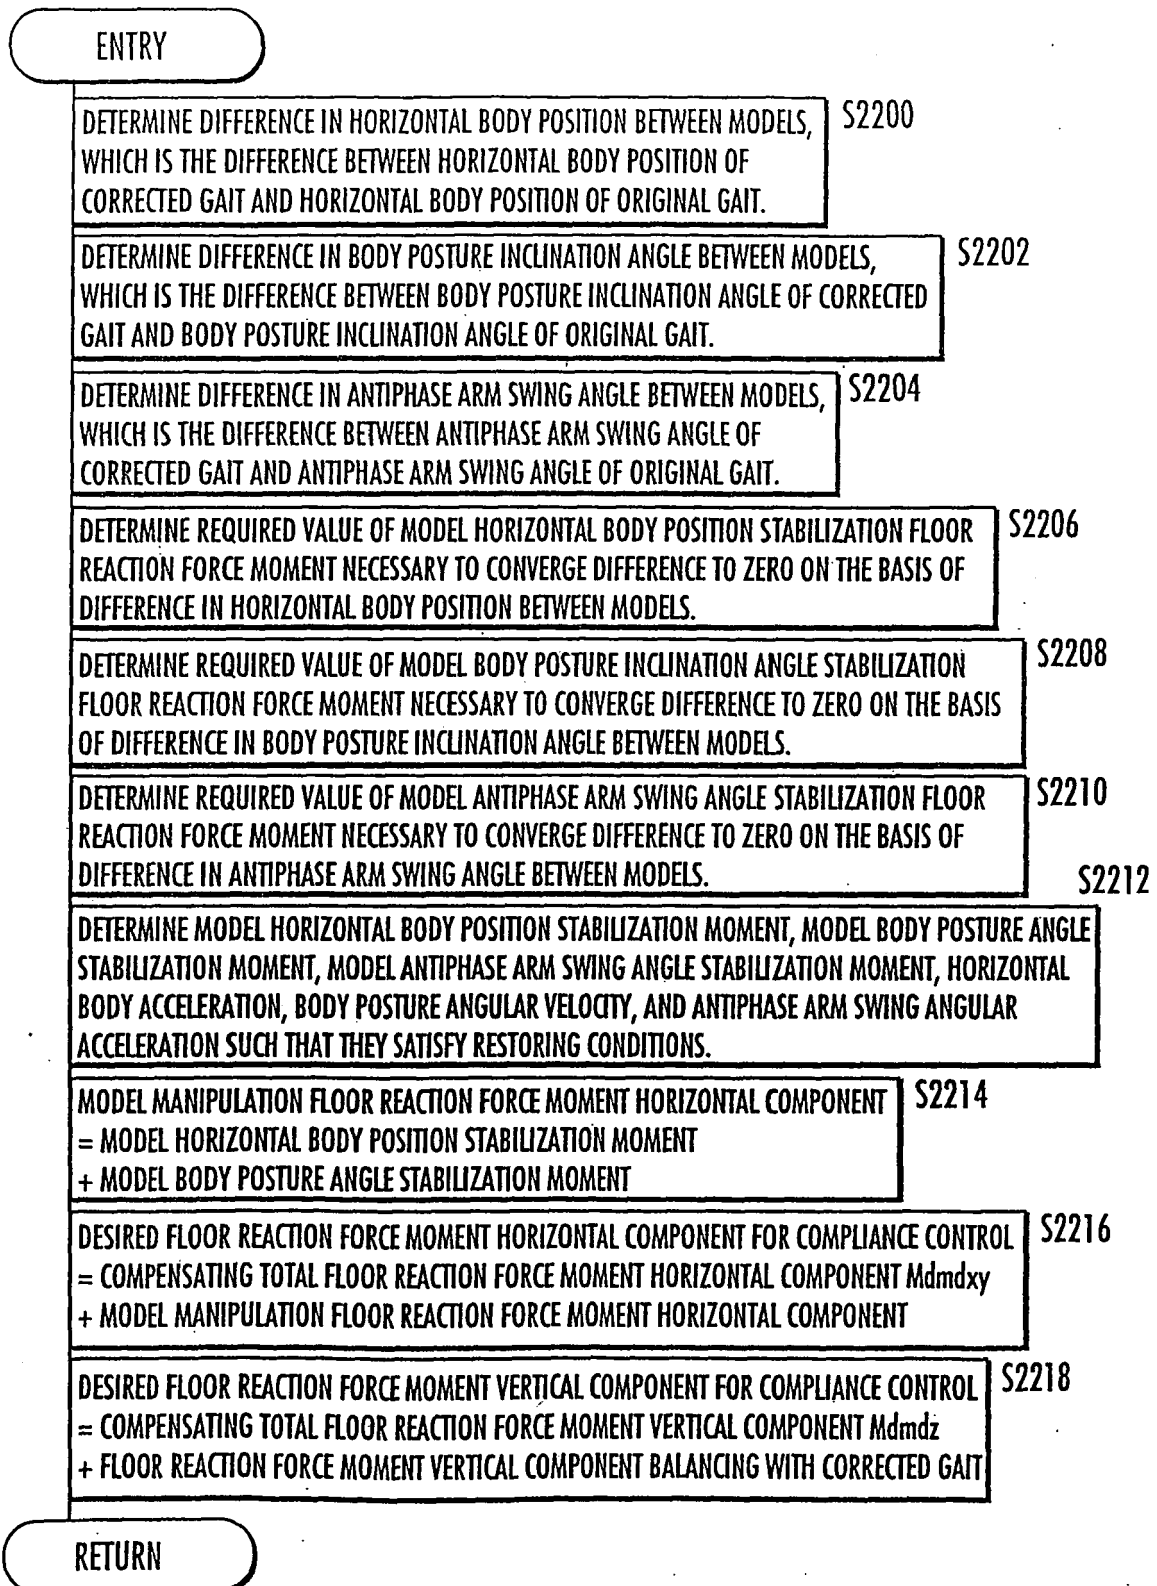 ENTRY
DETERMINE DIFFERENCE IN HORIZONTAL BODY POSITION BETWEEN MODELS,
WHICH IS THE DIFFERENCE BETWEEN HORIZONTAL BODY POSITION OF
CORRECTED GAIT AND HORIZONTAL BODY POSITION OF ORIGINAL GAIT.
S2200
DETERMINE DIFFERENCE IN BODY POSTURE INCLINATION ANGLE BETWEEN MODELS,
WHICH IS THE DIFFERENCE BETWEEN BODY POSTURE INCLINATION ANGLE OF CORRECTED
GAIT AND BODY POSTURE INCLINATION ANGLE OF ORIGINAL GAIT.
S2202
DETERMINE DIFFERENCE IN ANTIPHASE ARM SWING ANGLE BETWEEN MODELS,
WHICH IS THE DIFFERENCE BETWEEN ANTIPHASE ARM SWING ANGLE OF
CORRECTED GAIT AND ANTIPHASE ARM SWING ANGLE OF ORIGINAL GAIT.
S2204
DETERMINE REQUIRED VALUE OF MODEL HORIZONTAL BODY POSITION STABILIZATION FLOOR
REACTION FORCE MOMENT NECESSARY TO CONVERGE DIFFERENCE TO ZERO ON THE BASIS OF
DIFFERENCE IN HORIZONTAL BODY POSITION BETWEEN MODELS.
S2206
DETERMINE REQUIRED VALUE OF MODEL BODY POSTURE INCLINATION ANGLE STABILIZATION
FLOOR REACTION FORCE MOMENT NECESSARY TO CONVERGE DIFFERENCE TO ZERO ON THE BASIS
OF DIFFERENCE IN BODY POSTURE INCLINATION ANGLE BETWEEN MODELS.
S2208
DETERMINE REQUIRED VALUE OF MODEL ANTIPHASE ARM SWING ANGLE STABILIZATION FLOOR
REACTION FORCE MOMENT NECESSARY TO CONVERGE DIFFERENCE TO ZERO ON THE BASIS OF
DIFFERENCE IN ANTIPHASE ARM SWING ANGLE BETWEEN MODELS.
S2210
S2212
DETERMINE MODEL HORIZONTAL BODY POSITION STABILIZATION MOMENT, MODEL BODY POSTURE ANGLE
STABILIZATION MOMENT, MODEL ANTIPHASE ARM SWING ANGLE STABILIZATION MOMENT, HORIZONTAL
BODY ACCELERATION, BODY POSTURE ANGULAR VELOCITY, AND ANTIPHASE ARM SWING ANGULAR
ACCELERATION SUCH THAT THEY SATISFY RESTORING CONDITIONS.
MODEL MANIPULATION FLOOR REACTION FORCE MOMENT HORIZONTAL COMPONENT
= MODEL HORIZONTAL BODY POSITION STABILIZATION MOMENT
+ MODEL BODY POSTURE ANGLE STABILIZATION MOMENT
S2214
DESIRED FLOOR REACTION FORCE MOMENT HORIZONTAL COMPONENT FOR COMPLIANCE CONTROL
= COMPENSATING TOTAL FLOOR REACTION FORCE MOMENT HORIZONTAL COMPONENT Mdmdxy
+ MODEL MANIPULATION FLOOR REACTION FORCE MOMENT HORIZONTAL COMPONENT
S2216
DESIRED FLOOR REACTION FORCE MOMENT VERTICAL COMPONENT FOR COMPLIANCE CONTROL
= COMPENSATING TOTAL FLOOR REACTION FORCE MOMENT VERTICAL COMPONENT Mdmdz
+ FLOOR REACTION FORCE MOMENT VERTICAL COMPONENT BALANCING WITH CORRECTED GAIT
S2218
RETURN